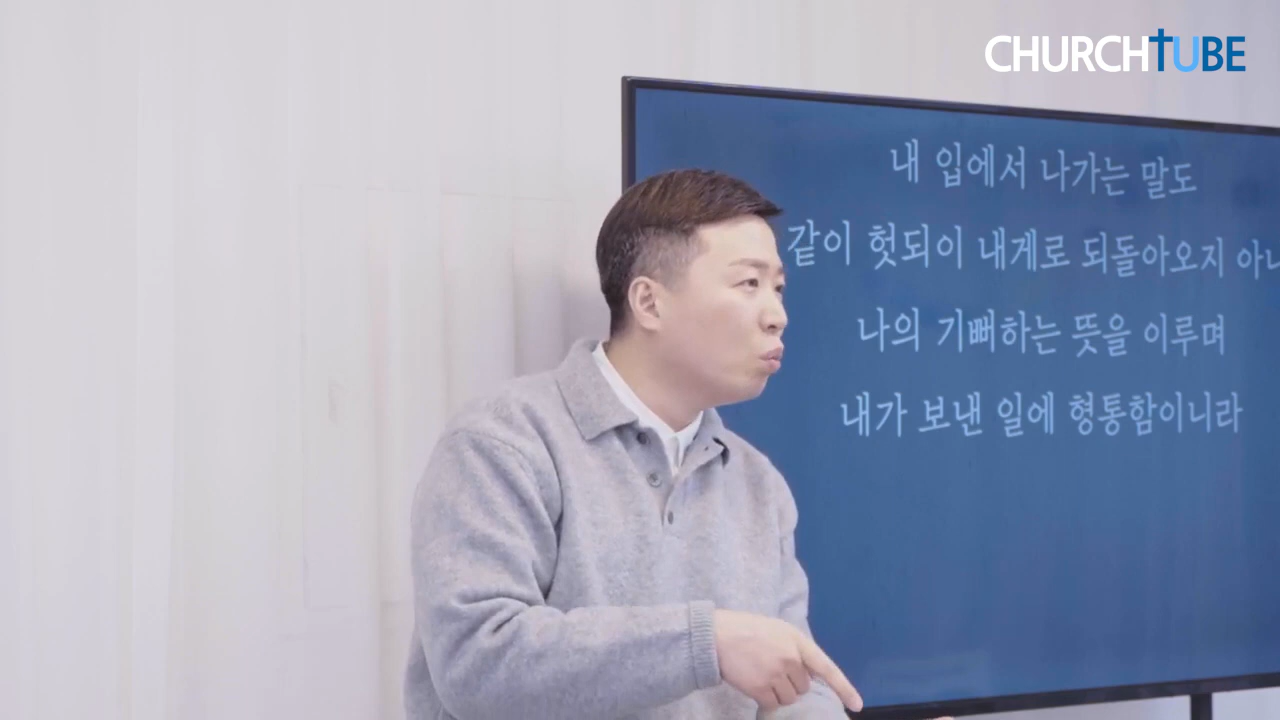 CHURCHTUBE
내 입에서 나가는 말도
같이 헛되이 내게로 되돌아오지
나의 기뻐하는 뜻을 이루며
내가 보낸 일에 형통함이니라